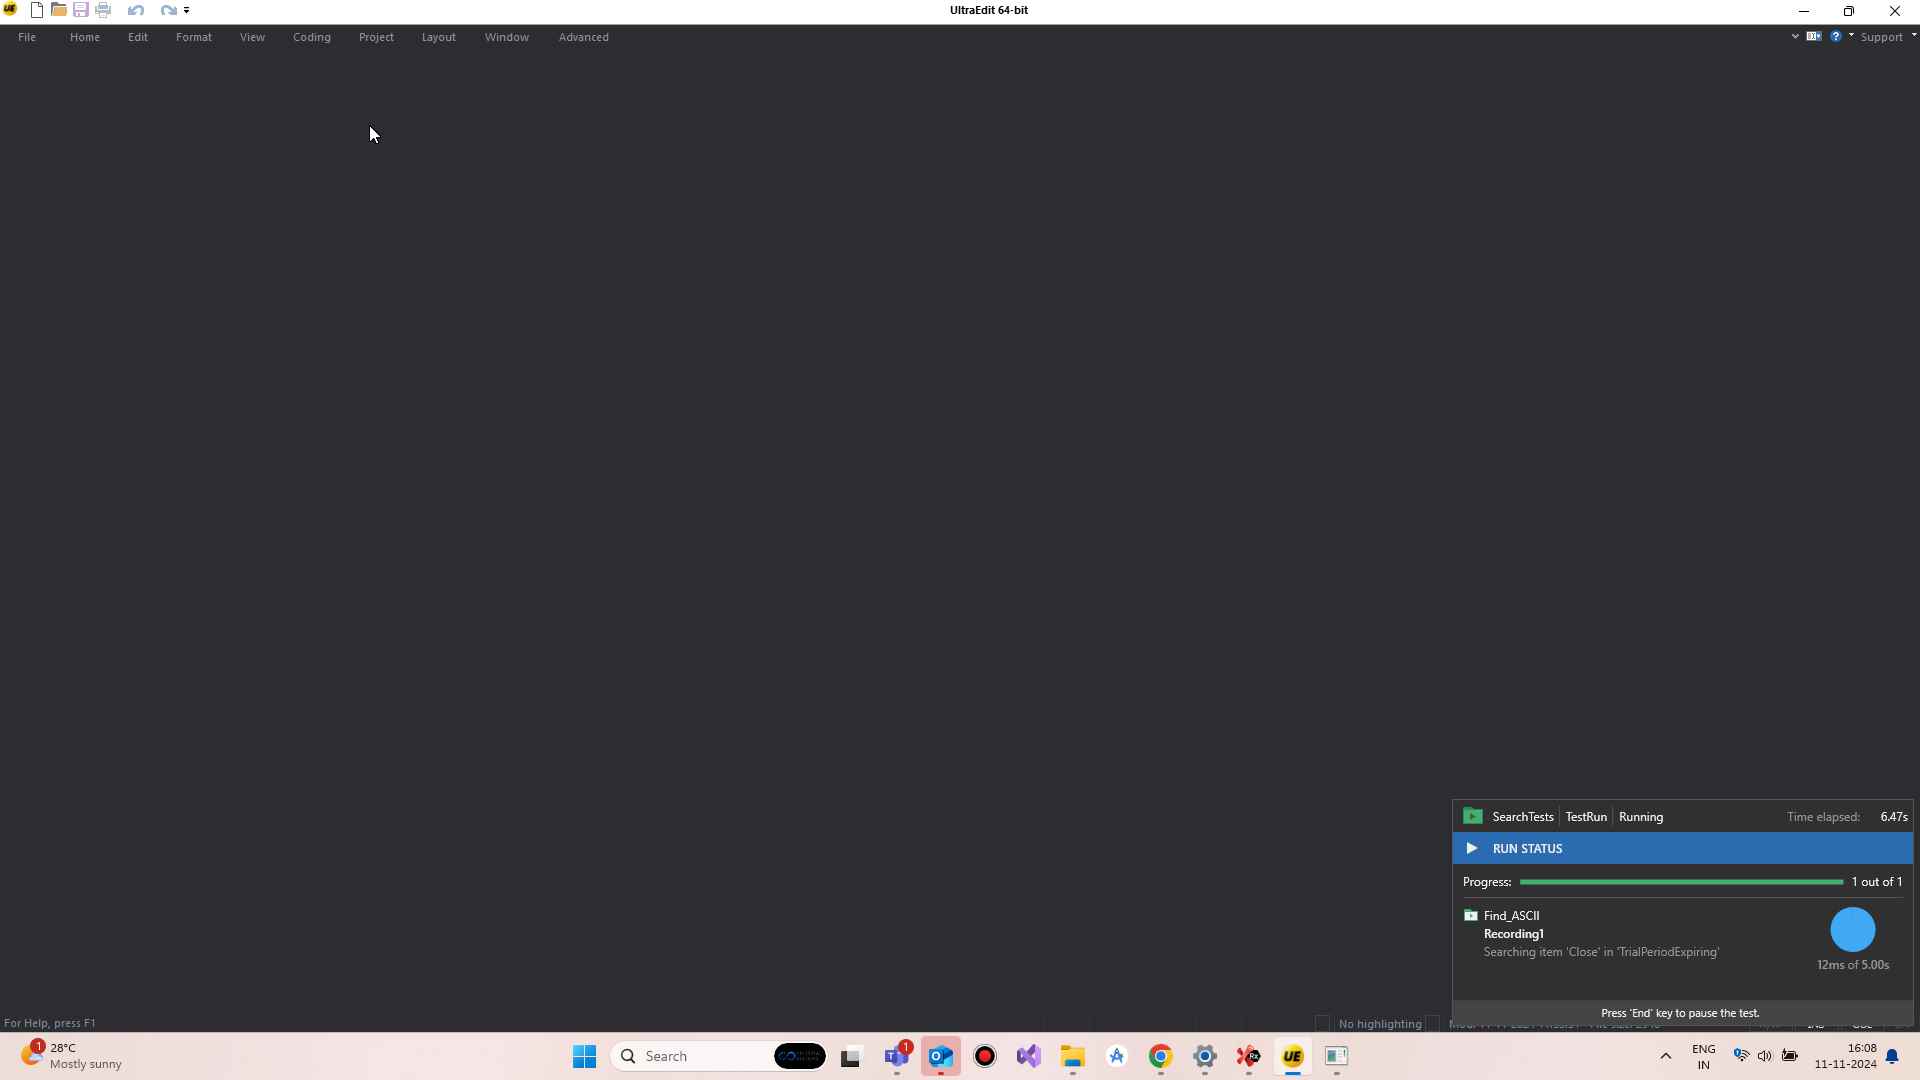 UE
UltraEdit 64-bit
File Home Edit Format View Coding Project Layout Window Advanced
Support
SearchTests TestRun Running Time elapsed: 6.47s
RUN STATUS
Progress: 1 out of 1
Find_ASCII
Recording1
Searching item 'Close' in 'TrialPeriodExpiring'
12ms of 5.00s
Press 'End' key to pause the test.
For Help, press F1
No highlighting
1
28°C
Mostly sunny
Search
1
UE
ENG
IN
16:08
11-11-2024